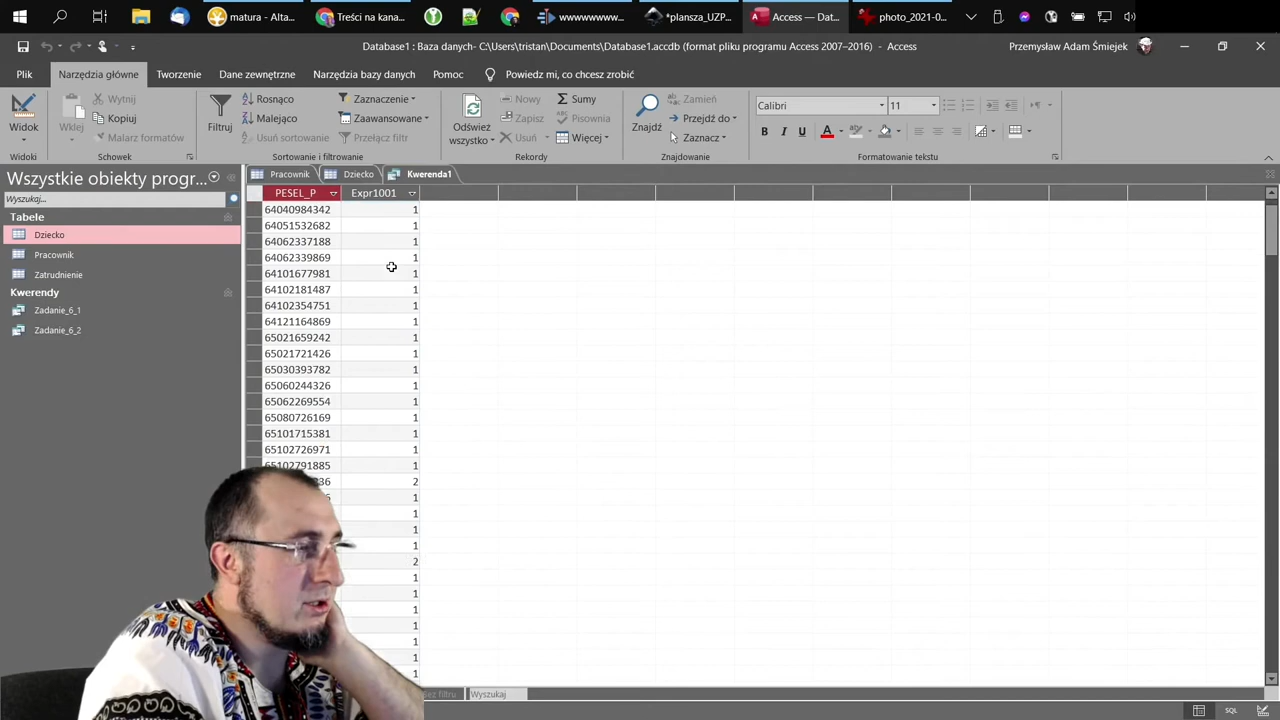 matura - Alta...
Treści na kana...
wwwwwwww...
*plansza_UZP...
Access — Dat...
photo_2021-0...
Database1 : Baza danych- C:\Users\tristan\Documents\Database1.accdb (format pliku programu Access 2007–2016) - Access
Przemysław Adam Śmiejek
Plik Narzędzia główne Tworzenie Dane zewnętrzne Narzędzia bazy danych Pomoc Powiedz mi, co chcesz zrobić
Widok
Widoki
Wklej
Wytnij
Kopiuj
Malarz formatów
Schowek
Filtruj
Rosnąco
Malejąco
Usuń sortowanie
Zaznaczenie
Zaawansowane
Przełącz filtr
Sortowanie i filtrowanie
Odśwież
wszystko
Nowy
Zapisz
Usuń
Sumy
Pisownia
Więcej
Rekordy
Znajdź
Zamień
Przejdź do
Zaznacz
Znajdowanie
Calibri 11
B I U A
Formatowanie tekstu
Wszystkie obiekty progr...
Wyszukaj...
Tabele
Dziecko
Pracownik
Zatrudnienie
Kwerendy
Zadanie_6_1
Zadanie_6_2
Pracownik Dziecko Kwerenda1
PESEL_P Expr1001
64040984342 1
64051532682 1
64062337188 1
64062339869 1
64101677981 1
64102181487 1
64102354751 1
64121164869 1
65021659242 1
65021721426 1
65030393782 1
65060244326 1
65062269554 1
65080726169 1
65101715381 1
65102726971 1
65102791885 1
2
1
1
1
1
2
1
1
1
1
1
1
1
Bez filtru Wyszukaj
SQL